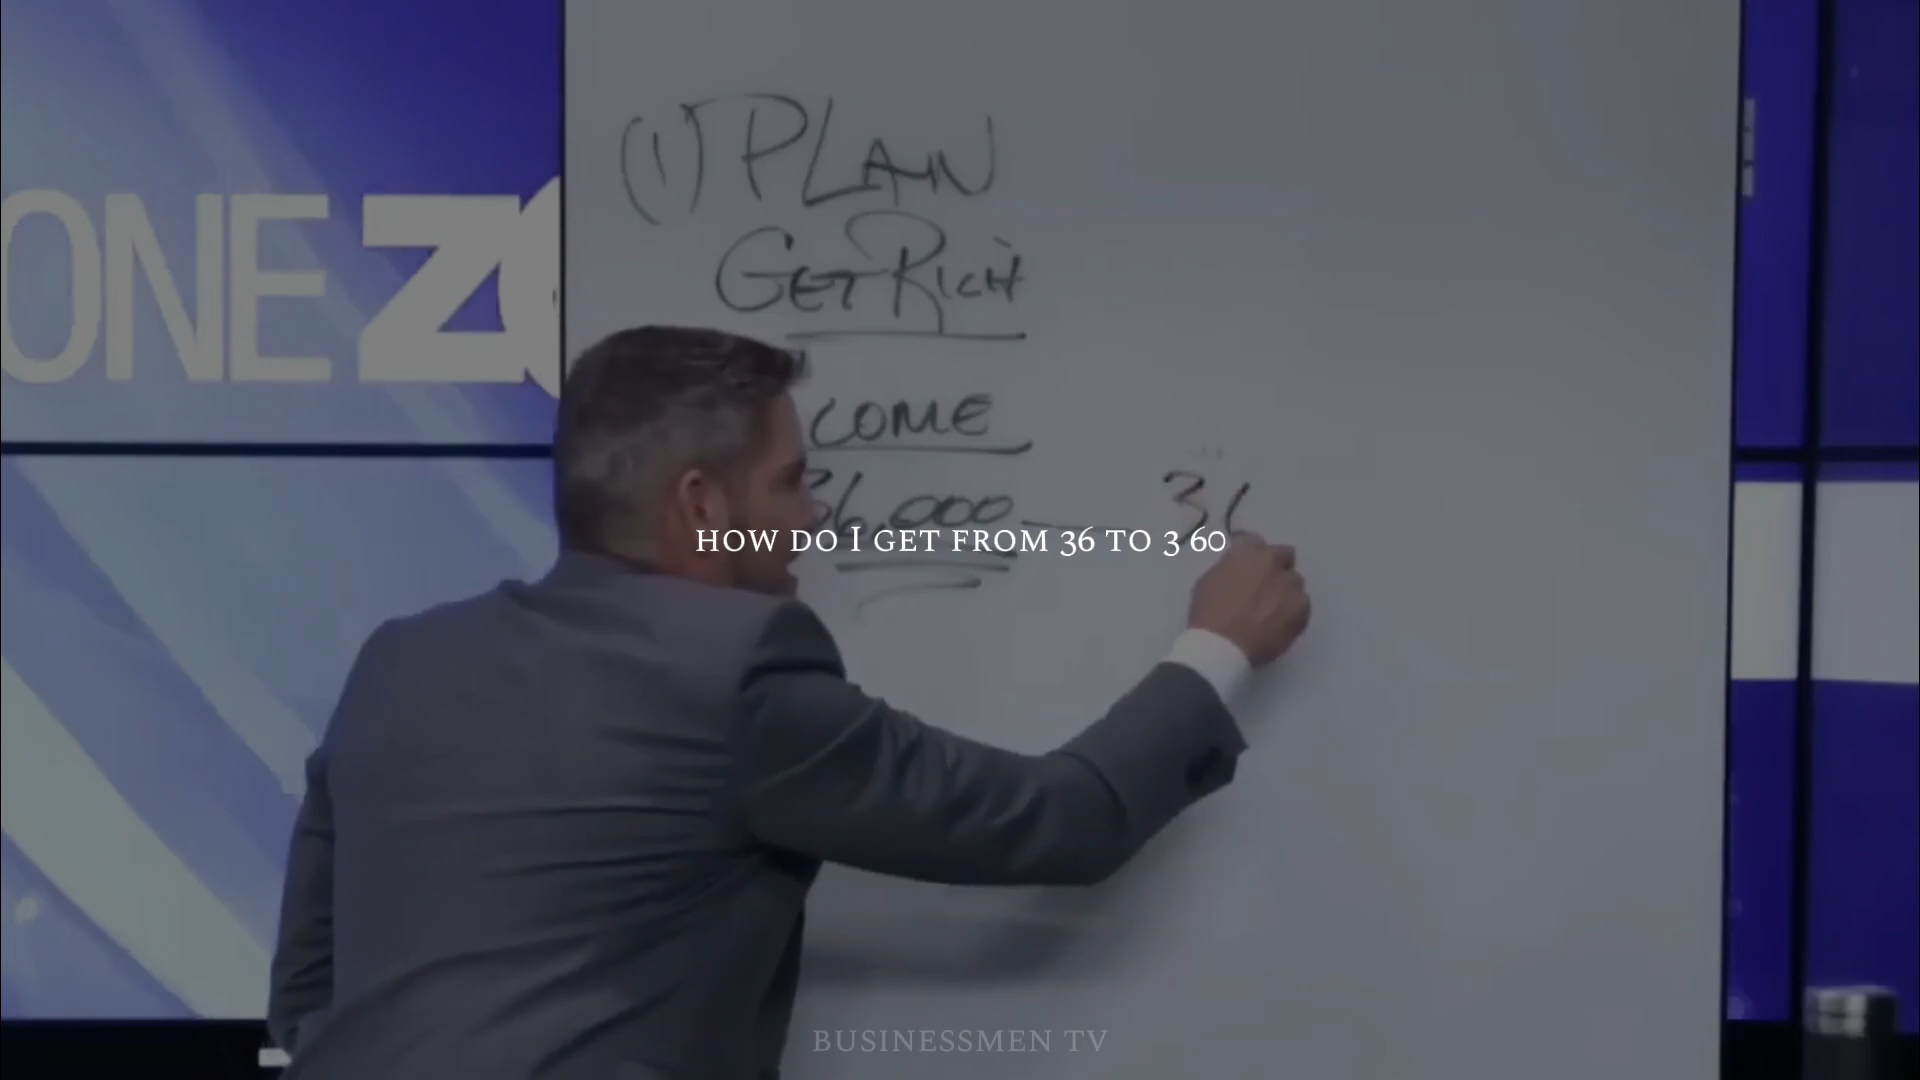 (1) PLAN
GET RICH
COME
36,000 — 36
ONE ZO
HOW DO I GET FROM 36 TO 3 60
BUSINESSMEN TV